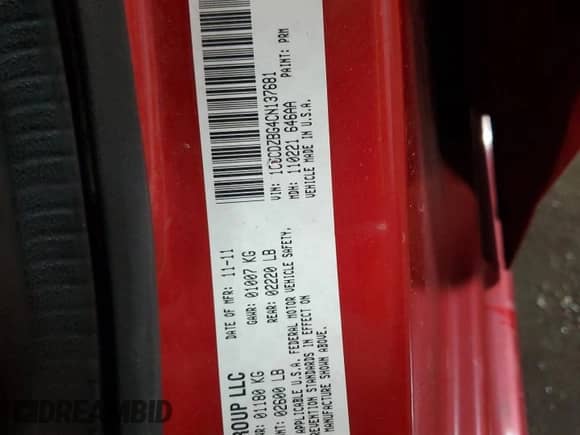 GROUP LLC
DATE OF MFR: 11-11
GAWR: 01007 KG
01180 KG
REAR: 02220 LB
02600 LB
U.S.A. FEDERAL MOTOR VEHICLE SAFETY,
STANDARDS IN EFFECT ON
MANUFACTURE SHOWN ABOVE.
VIN: 1C3CDZBG4CN137681
MDH: 110221 646AA
PAINT: PRM
VEHICLE MADE IN U.S.A.
DREAMBID